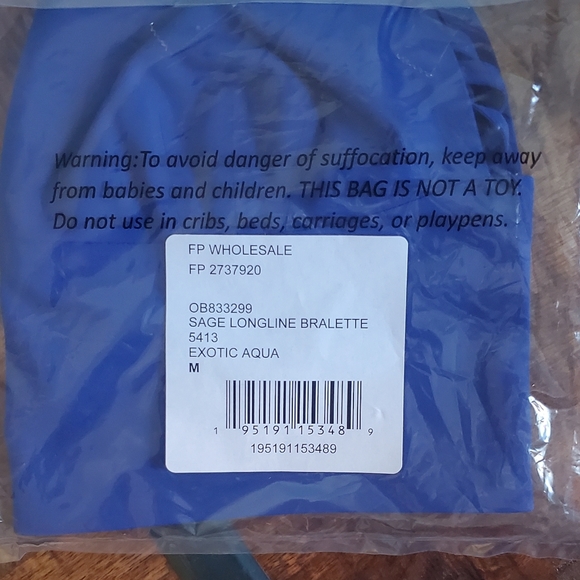 Warning:To avoid danger of suffocation, keep away
from babies and children. THIS BAG IS NOT A TOY.
Do not use in cribs, beds, carriages, or playpens.
FP WHOLESALE
FP 2737920
OB833299
SAGE LONGLINE BRALETTE
5413
EXOTIC AQUA
M
1 95191 15348 9
195191153489